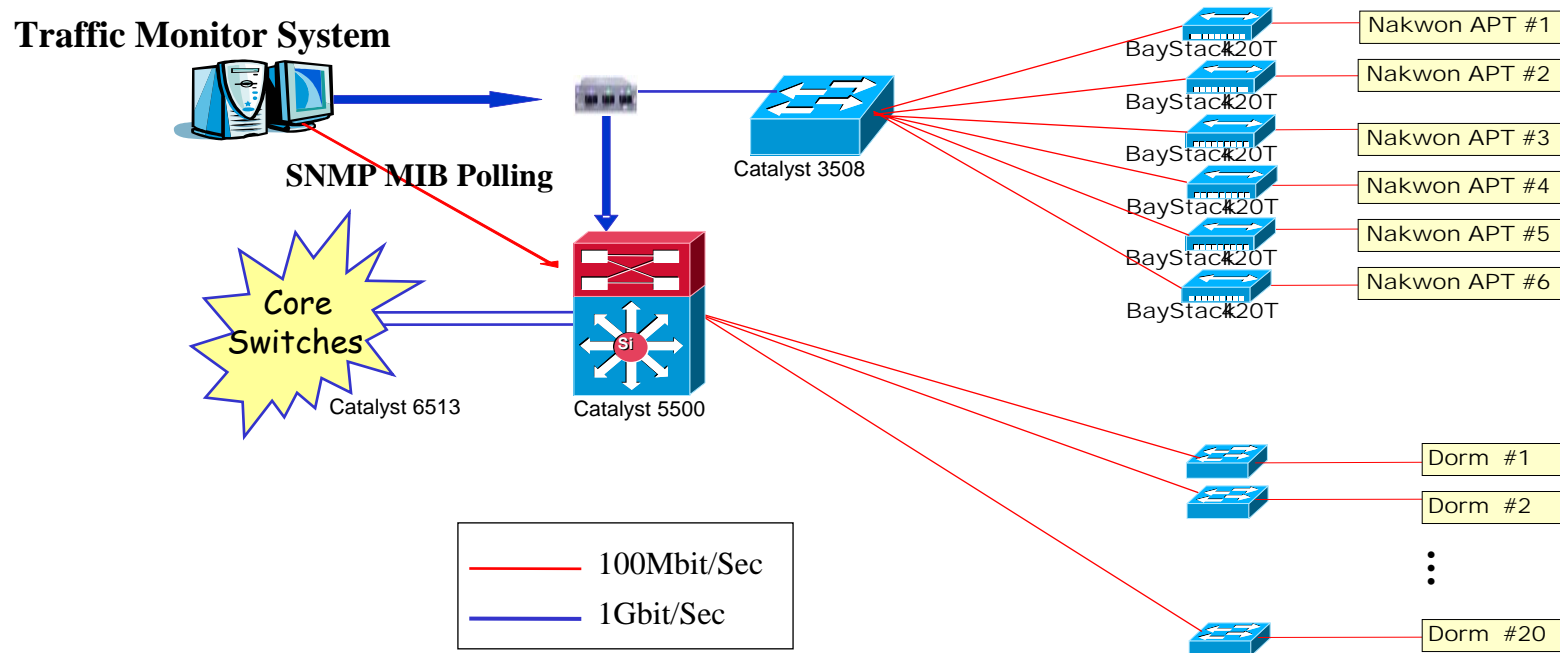 Traffic Monitor System
SNMP MIB Polling
Core
Switches
Catalyst 6513
Si
Catalyst 5500
Catalyst 3508
BayStack 420T
Nakwon APT #1
BayStack 420T
Nakwon APT #2
BayStack 420T
Nakwon APT #3
BayStack 420T
Nakwon APT #4
BayStack 420T
Nakwon APT #5
BayStack 420T
Nakwon APT #6
Dorm #1
Dorm #2
Dorm #20
100Mbit/Sec
1Gbit/Sec